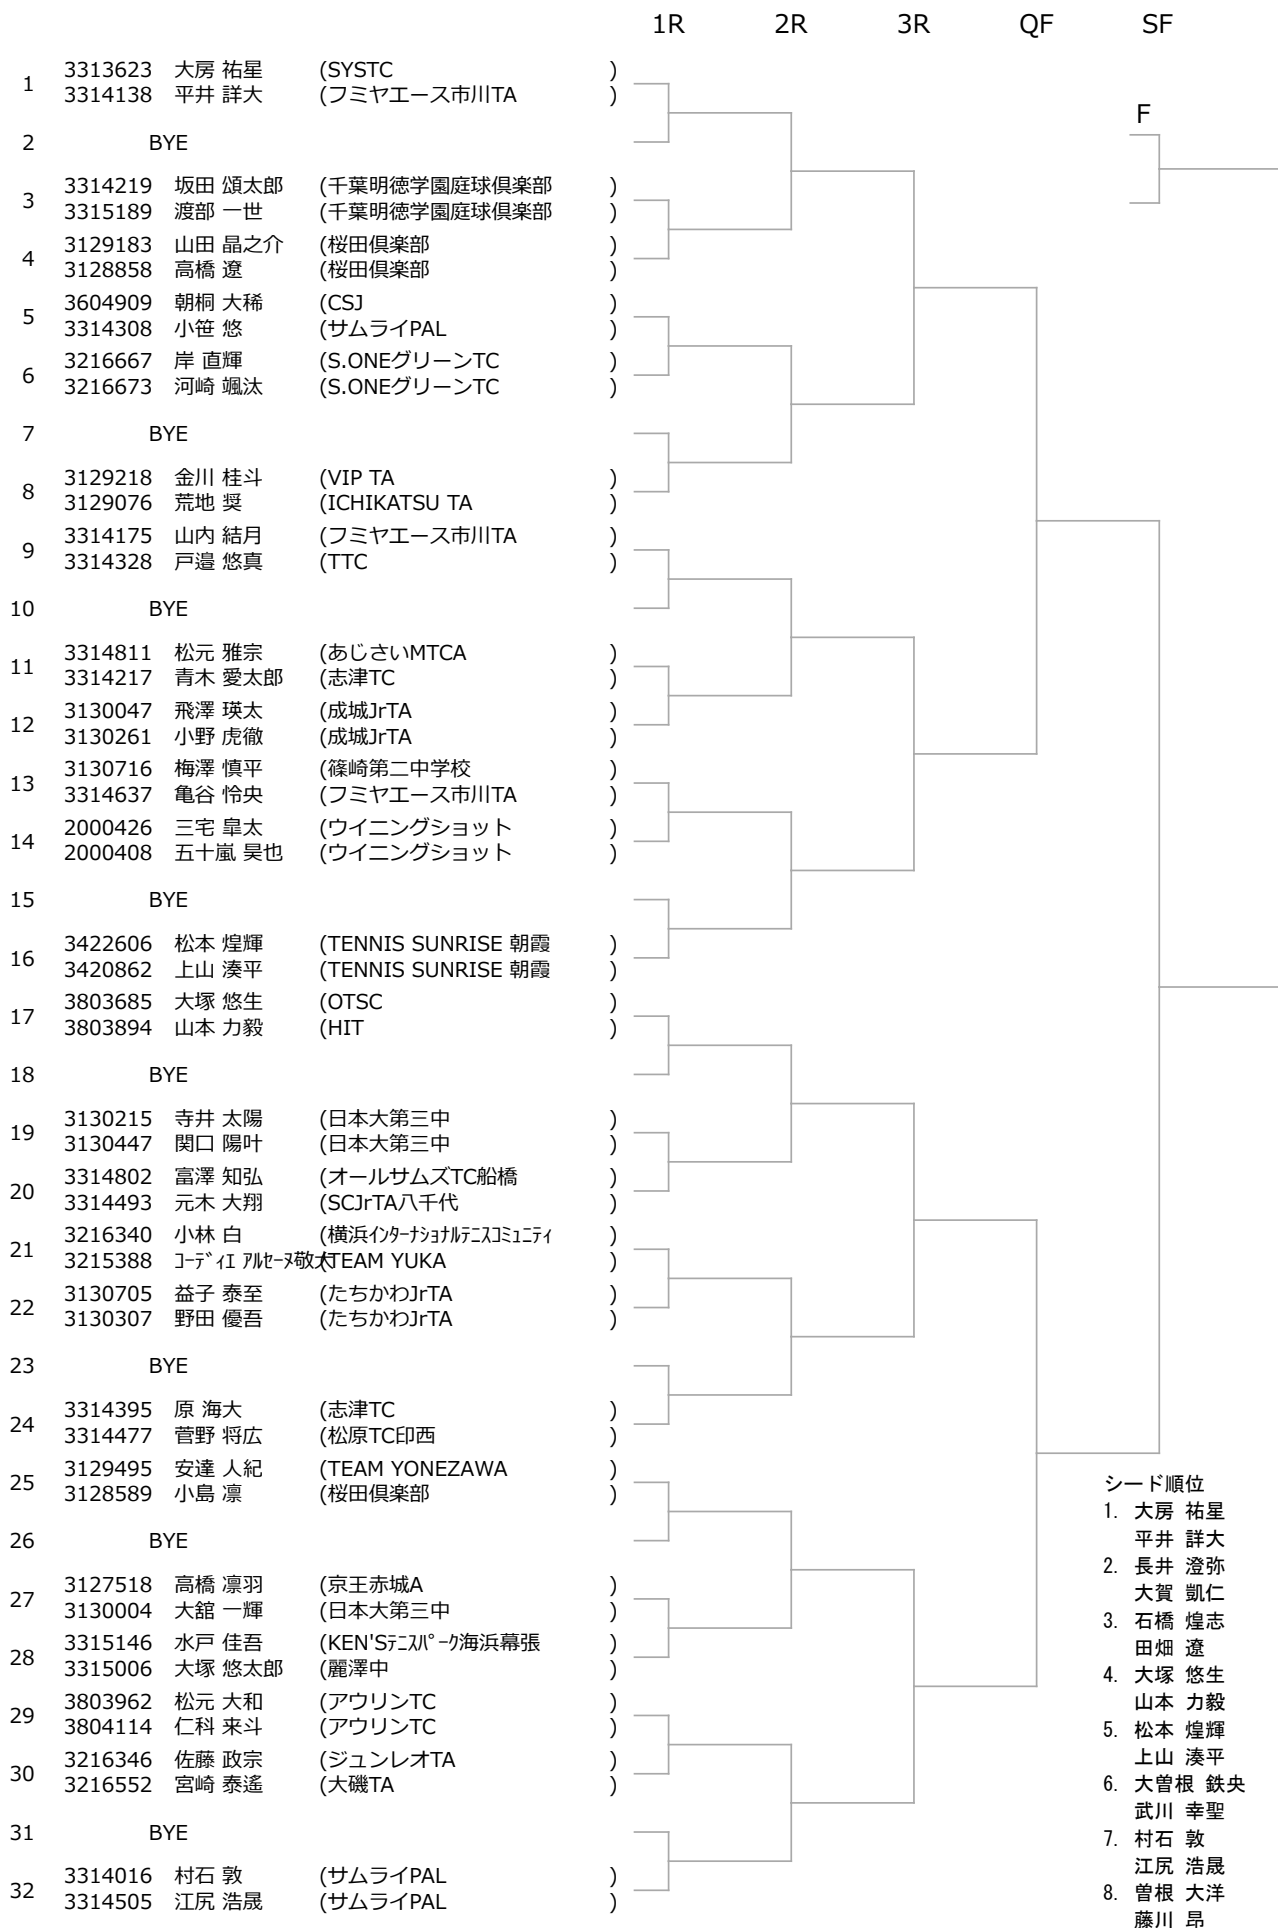 1R 2R 3R QF SF
F
1 3313623 大房 祐星 (SYSTC )
3314138 平井 詳大 (フミヤエース市川TA )
2 BYE
3 3314219 坂田 頌太郎 (千葉明徳学園庭球倶楽部 )
3315189 渡部 一世 (千葉明徳学園庭球倶楽部 )
4 3129183 山田 晶之介 (桜田倶楽部 )
3128858 高橋 遼 (桜田倶楽部 )
5 3604909 朝桐 大稀 (CSJ )
3314308 小笹 悠 (サムライPAL )
6 3216667 岸 直輝 (S.ONEグリーンTC )
3216673 河崎 颯汰 (S.ONEグリーンTC )
7 BYE
8 3129218 金川 桂斗 (VIP TA )
3129076 荒地 奨 (ICHIKATSU TA )
9 3314175 山内 結月 (フミヤエース市川TA )
3314328 戸邉 悠真 (TTC )
10 BYE
11 3314811 松元 雅宗 (あじさいMTCA )
3314217 青木 愛太郎 (志津TC )
12 3130047 飛澤 瑛太 (成城JrTA )
3130261 小野 虎徹 (成城JrTA )
13 3130716 梅澤 慎平 (篠崎第二中学校 )
3314637 亀谷 怜央 (フミヤエース市川TA )
14 2000426 三宅 皐太 (ウイニングショット )
2000408 五十嵐 昊也 (ウイニングショット )
15 BYE
16 3422606 松本 煌輝 (TENNIS SUNRISE 朝霞 )
3420862 上山 湊平 (TENNIS SUNRISE 朝霞 )
17 3803685 大塚 悠生 (OTSC )
3803894 山本 力毅 (HIT )
18 BYE
19 3130215 寺井 太陽 (日本大第三中 )
3130447 関口 陽叶 (日本大第三中 )
20 3314802 富澤 知弘 (オールサムズTC船橋 )
3314493 元木 大翔 (SCJrTA八千代 )
21 3216340 小林 白 (横浜ｲﾝﾀｰﾅｼｮﾅﾙﾃﾆｽｺﾐｭﾆﾃｨ )
3215388 ｺｰﾃﾞｨｴ ｱﾙｾｰﾇ敬大 (TEAM YUKA )
22 3130705 益子 泰至 (たちかわJrTA )
3130307 野田 優吾 (たちかわJrTA )
23 BYE
24 3314395 原 海大 (志津TC )
3314477 菅野 将広 (松原TC印西 )
25 3129495 安達 人紀 (TEAM YONEZAWA )
3128589 小島 凛 (桜田倶楽部 )
26 BYE
27 3127518 高橋 凛羽 (京王赤城A )
3130004 大舘 一輝 (日本大第三中 )
28 3315146 水戸 佳吾 (KEN'Sﾃﾆｽﾊﾟｰｸ海浜幕張 )
3315006 大塚 悠太郎 (麗澤中 )
29 3803962 松元 大和 (アウリンTC )
3804114 仁科 来斗 (アウリンTC )
30 3216346 佐藤 政宗 (ジュンレオTA )
3216552 宮崎 泰遙 (大磯TA )
31 BYE
32 3314016 村石 敦 (サムライPAL )
3314505 江尻 浩晟 (サムライPAL )
シード順位
1. 大房 祐星
平井 詳大
2. 長井 澄弥
大賀 凱仁
3. 石橋 煌志
田畑 遼
4. 大塚 悠生
山本 力毅
5. 松本 煌輝
上山 湊平
6. 大曽根 鉄央
武川 幸聖
7. 村石 敦
江尻 浩晟
8. 曽根 大洋
藤川 昂